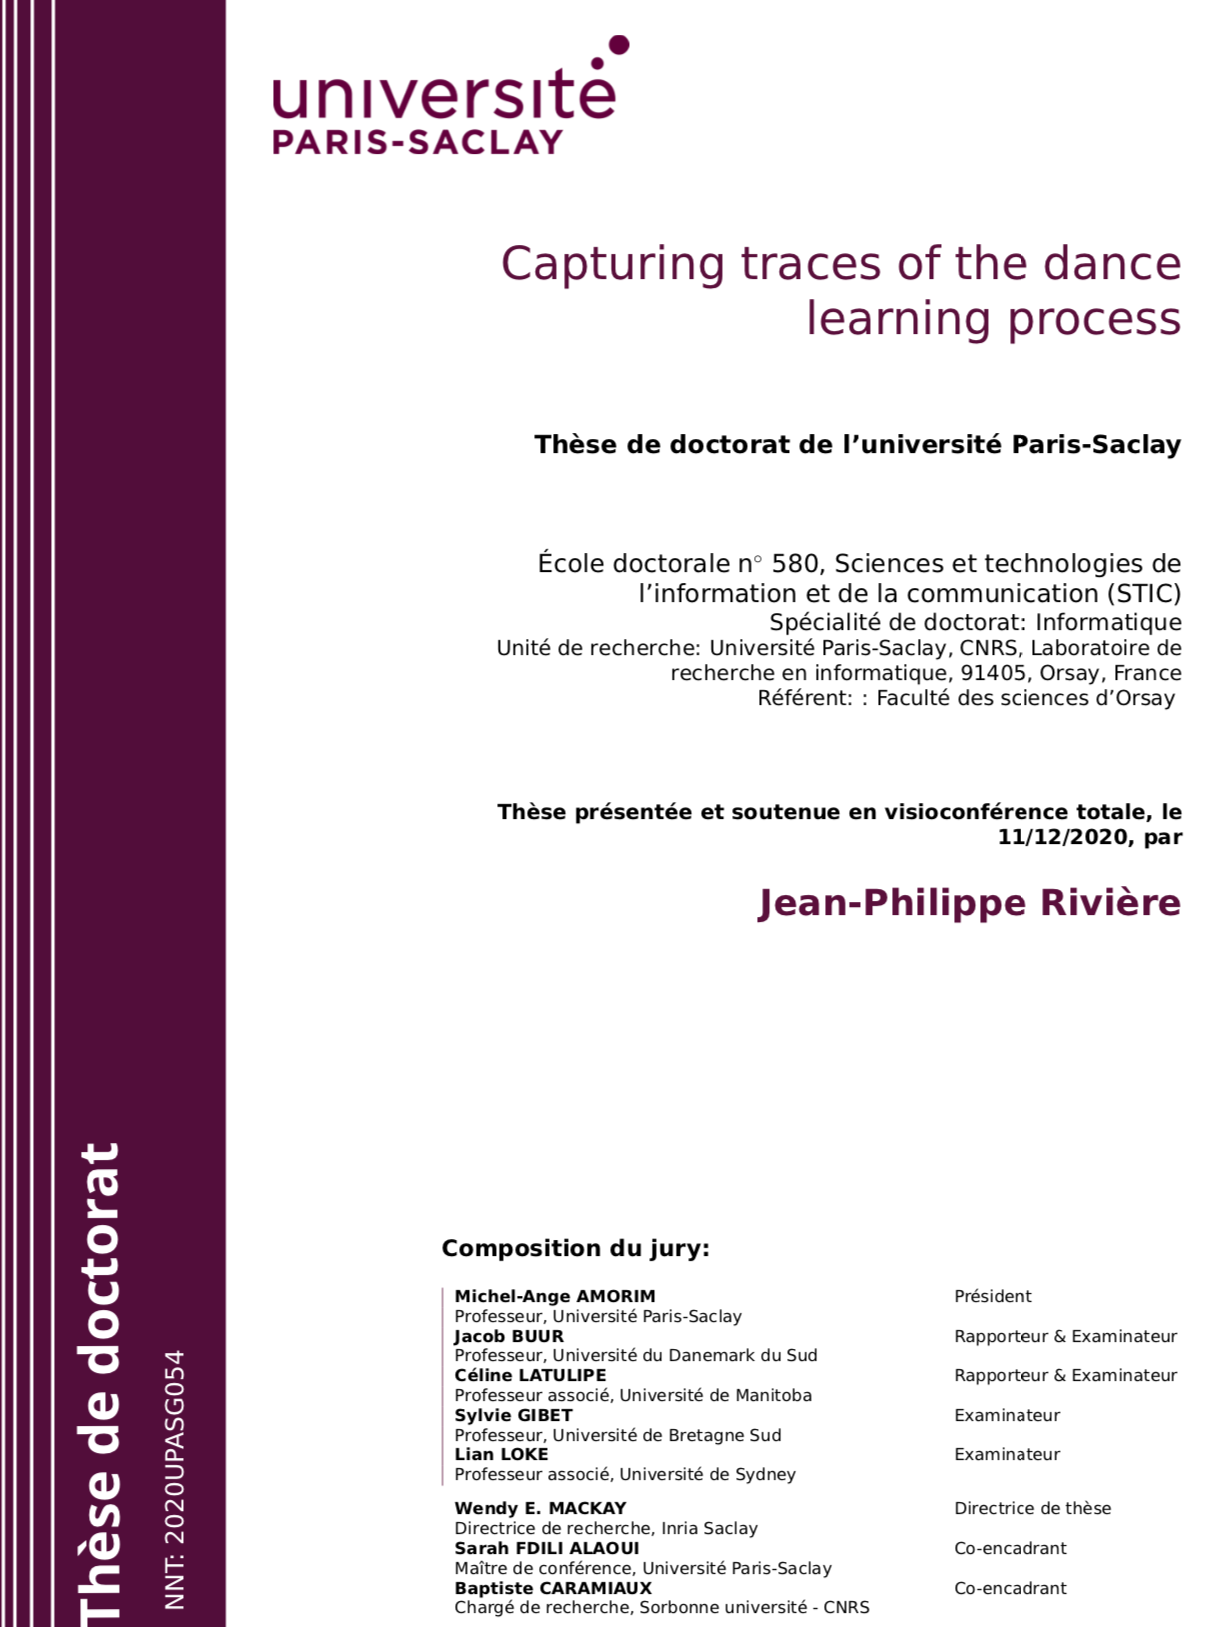 université
PARIS-SACLAY
Capturing traces of the dance
learning process
Thèse de doctorat de l’université Paris-Saclay
École doctorale n° 580, Sciences et technologies de
l’information et de la communication (STIC)
Spécialité de doctorat: Informatique
Unité de recherche: Université Paris-Saclay, CNRS, Laboratoire de
recherche en informatique, 91405, Orsay, France
Référent: : Faculté des sciences d’Orsay
Thèse présentée et soutenue en visioconférence totale, le
11/12/2020, par
Jean-Philippe Rivière
Thèse de doctorat
NNT: 2020UPASG054
Composition du jury:
Michel-Ange AMORIM Président
Professeur, Université Paris-Saclay
Jacob BUUR Rapporteur & Examinateur
Professeur, Université du Danemark du Sud
Céline LATULIPE Rapporteur & Examinateur
Professeur associé, Université de Manitoba
Sylvie GIBET Examinateur
Professeur, Université de Bretagne Sud
Lian LOKE Examinateur
Professeur associé, Université de Sydney
Wendy E. MACKAY Directrice de thèse
Directrice de recherche, Inria Saclay
Sarah FDILI ALAOUI Co-encadrant
Maître de conférence, Université Paris-Saclay
Baptiste CARAMIAUX Co-encadrant
Chargé de recherche, Sorbonne université - CNRS